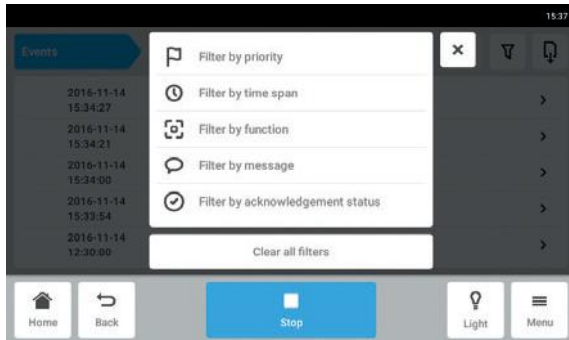 15:37
Events
Filter by priority
Filter by time span
Filter by function
Filter by message
Filter by acknowledgement status
Clear all filters
2016-11-14
15:34:27
2016-11-14
15:34:21
2016-11-14
15:34:00
2016-11-14
15:33:54
2016-11-14
12:30:00
Home
Back
Stop
Light
Menu